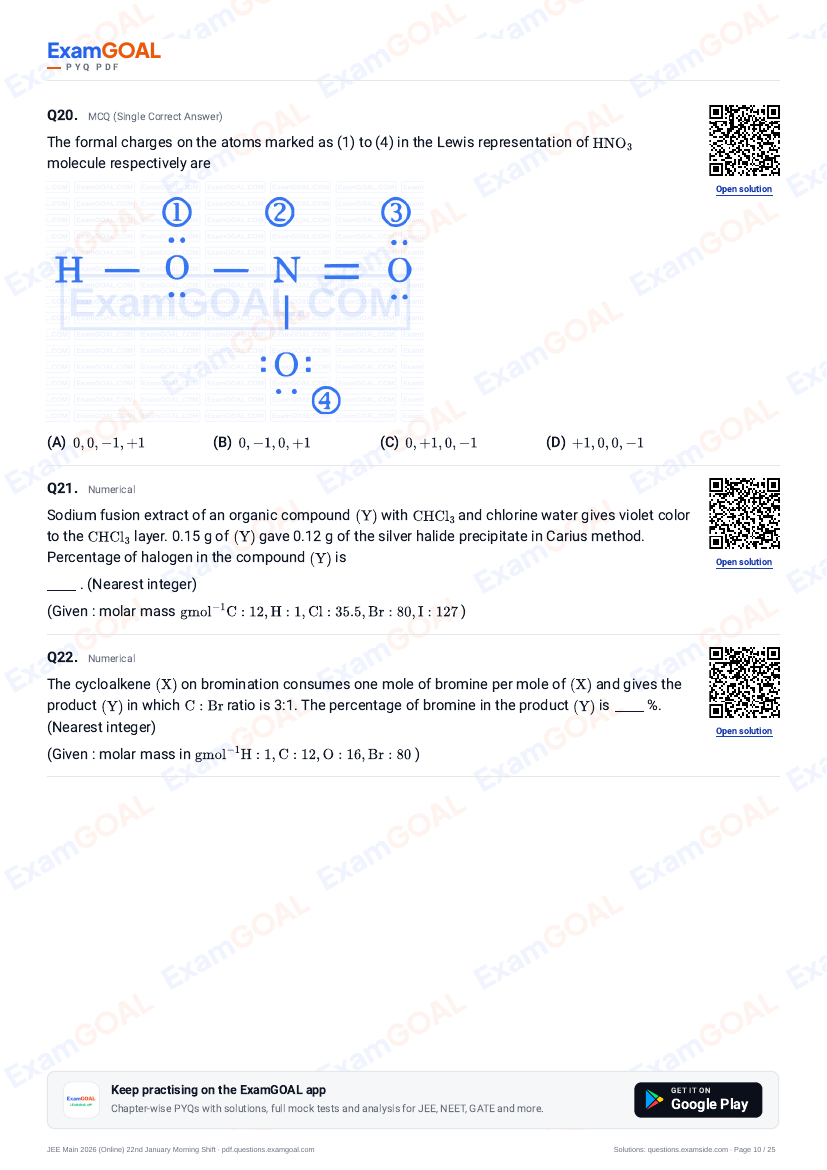 ExamGOAL
PYQ PDF
Q20. MCQ (Single Correct Answer)
The formal charges on the atoms marked as (1) to (4) in the Lewis representation of HNO₃
molecule respectively are
Open solution
① ② ③
H — O — N = O
|
:O:
④
ExamGOAL.COM
(A) 0, 0, −1, +1 (B) 0, −1, 0, +1 (C) 0, +1, 0, −1 (D) +1, 0, 0, −1
Q21. Numerical
Sodium fusion extract of an organic compound (Y) with CHCl₃ and chlorine water gives violet color
to the CHCl₃ layer. 0.15 g of (Y) gave 0.12 g of the silver halide precipitate in Carius method.
Percentage of halogen in the compound (Y) is
____ . (Nearest integer)
(Given : molar mass gmol⁻¹C : 12, H : 1, Cl : 35.5, Br : 80, I : 127)
Open solution
Q22. Numerical
The cycloalkene (X) on bromination consumes one mole of bromine per mole of (X) and gives the
product (Y) in which C : Br ratio is 3:1. The percentage of bromine in the product (Y) is ____ %.
(Nearest integer)
(Given : molar mass in gmol⁻¹H : 1, C : 12, O : 16, Br : 80 )
Open solution
Keep practising on the ExamGOAL app
Chapter-wise PYQs with solutions, full mock tests and analysis for JEE, NEET, GATE and more.
GET IT ON
Google Play
JEE Main 2026 (Online) 22nd January Morning Shift · pdf.questions.examgoal.com
Solutions: questions.examside.com · Page 10 / 25